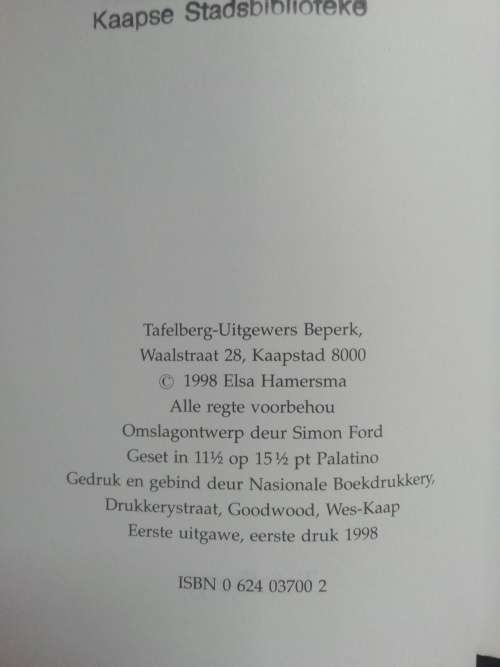 Kaapse Stadsbiblioteke
Tafelberg-Uitgewers Beperk,
Waalstraat 28, Kaapstad 8000
© 1998 Elsa Hamersma
Alle regte voorbehou
Omslagontwerp deur Simon Ford
Geset in 11½ op 15½ pt Palatino
Gedruk en gebind deur Nasionale Boekdrukkery,
Drukkerystraat, Goodwood, Wes-Kaap
Eerste uitgawe, eerste druk 1998
ISBN 0 624 03700 2